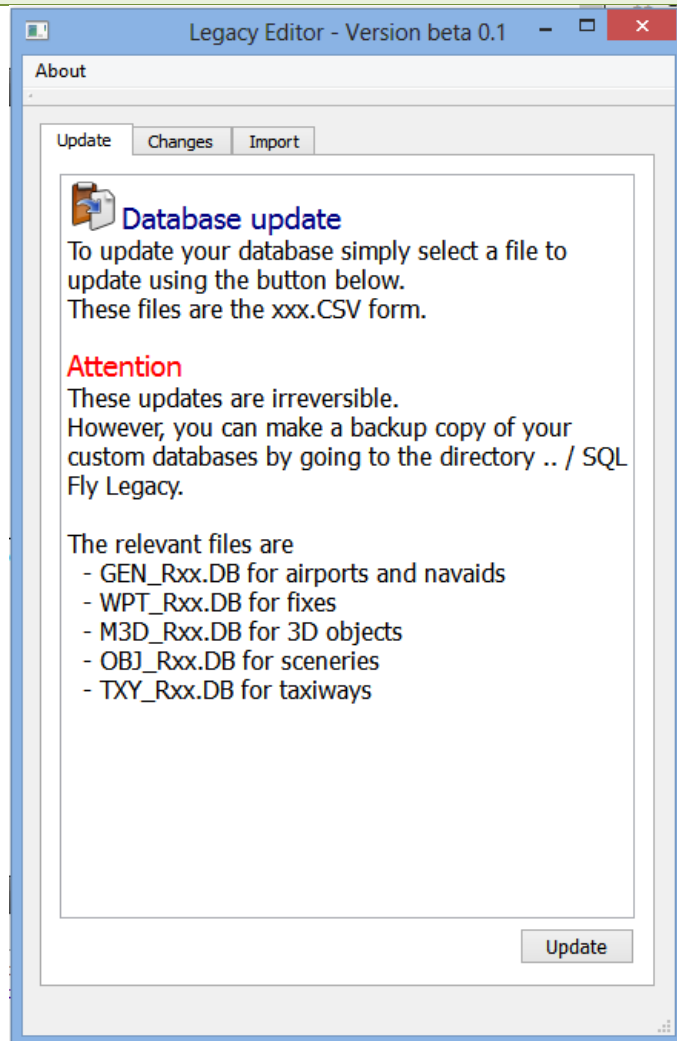 Legacy Editor - Version beta 0.1
About
Update Changes Import
Database update
To update your database simply select a file to
update using the button below.
These files are the xxx.CSV form.
Attention
These updates are irreversible.
However, you can make a backup copy of your
custom databases by going to the directory .. / SQL
Fly Legacy.
The relevant files are
- GEN_Rxx.DB for airports and navaids
- WPT_Rxx.DB for fixes
- M3D_Rxx.DB for 3D objects
- OBJ_Rxx.DB for sceneries
- TXY_Rxx.DB for taxiways
Update